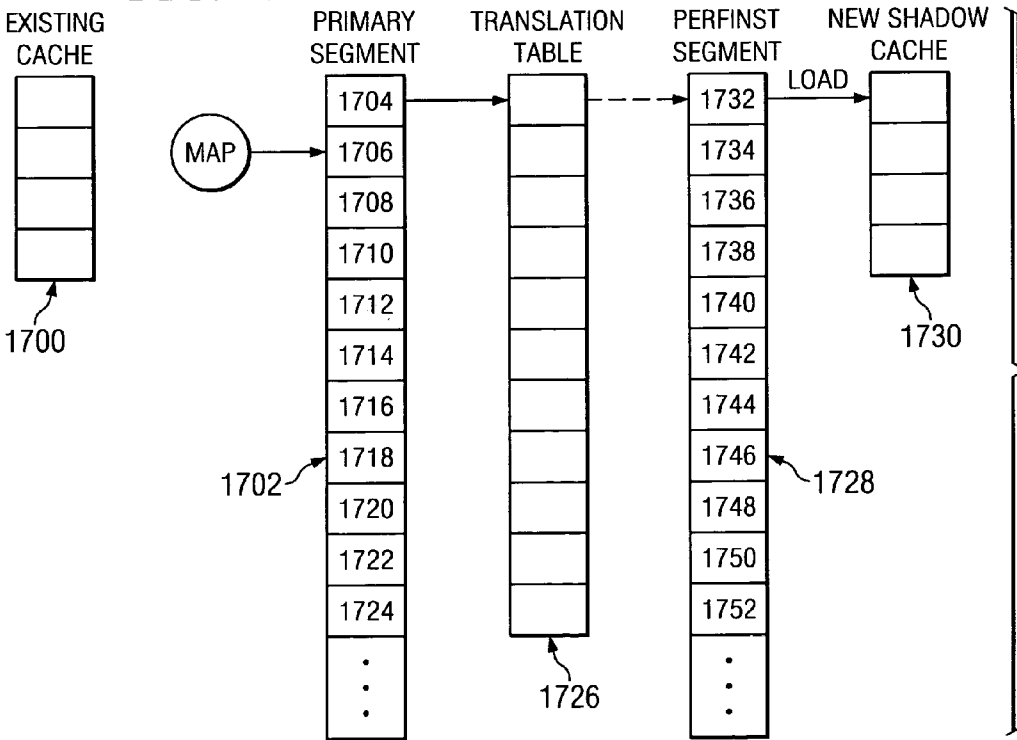 EXISTING
CACHE
PRIMARY
SEGMENT
TRANSLATION
TABLE
PERFINST
SEGMENT
NEW SHADOW
CACHE
MAP
LOAD
1704
1706
1708
1710
1712
1714
1716
1718
1720
1722
1724
1732
1734
1736
1738
1740
1742
1744
1746
1748
1750
1752
1700
1702
1726
1728
1730